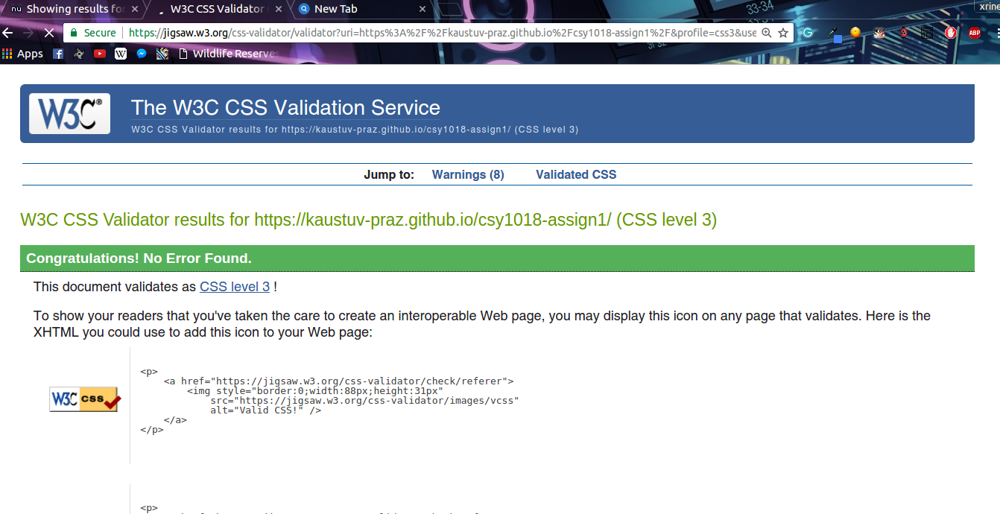 nu Showing results fo
W3C CSS Validator
New Tab
33-34
xrine
Secure
https://jigsaw.w3.org/css-validator/validator?uri=https%3A%2F%2Fkaustuv-praz.github.io%2Fcsy1018-assign1%2F&profile=css3&use
ABP
Apps
W
Wildlife Reserves
W3C®
The W3C CSS Validation Service
W3C CSS Validator results for https://kaustuv-praz.github.io/csy1018-assign1/ (CSS level 3)
Jump to: Warnings (8) Validated CSS
W3C CSS Validator results for https://kaustuv-praz.github.io/csy1018-assign1/ (CSS level 3)
Congratulations! No Error Found.
This document validates as CSS level 3 !
To show your readers that you've taken the care to create an interoperable Web page, you may display this icon on any page that validates. Here is the
XHTML you could use to add this icon to your Web page:
W3C css
<p>
<a href="https://jigsaw.w3.org/css-validator/check/referer">
<img style="border:0;width:88px;height:31px"
src="https://jigsaw.w3.org/css-validator/images/vcss"
alt="Valid CSS!" />
</a>
</p>
<p>